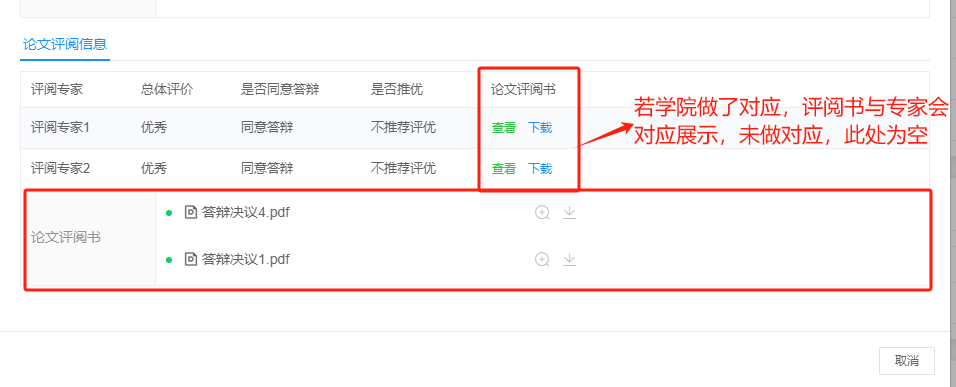 论文评阅信息
评阅专家 总体评价 是否同意答辩 是否推优 论文评阅书
评阅专家1 优秀 同意答辩 不推荐评优 查看 下载
评阅专家2 优秀 同意答辩 不推荐评优 查看 下载
若学院做了对应，评阅书与专家会
对应展示，未做对应，此处为空
论文评阅书
答辩决议4.pdf
答辩决议1.pdf
取消